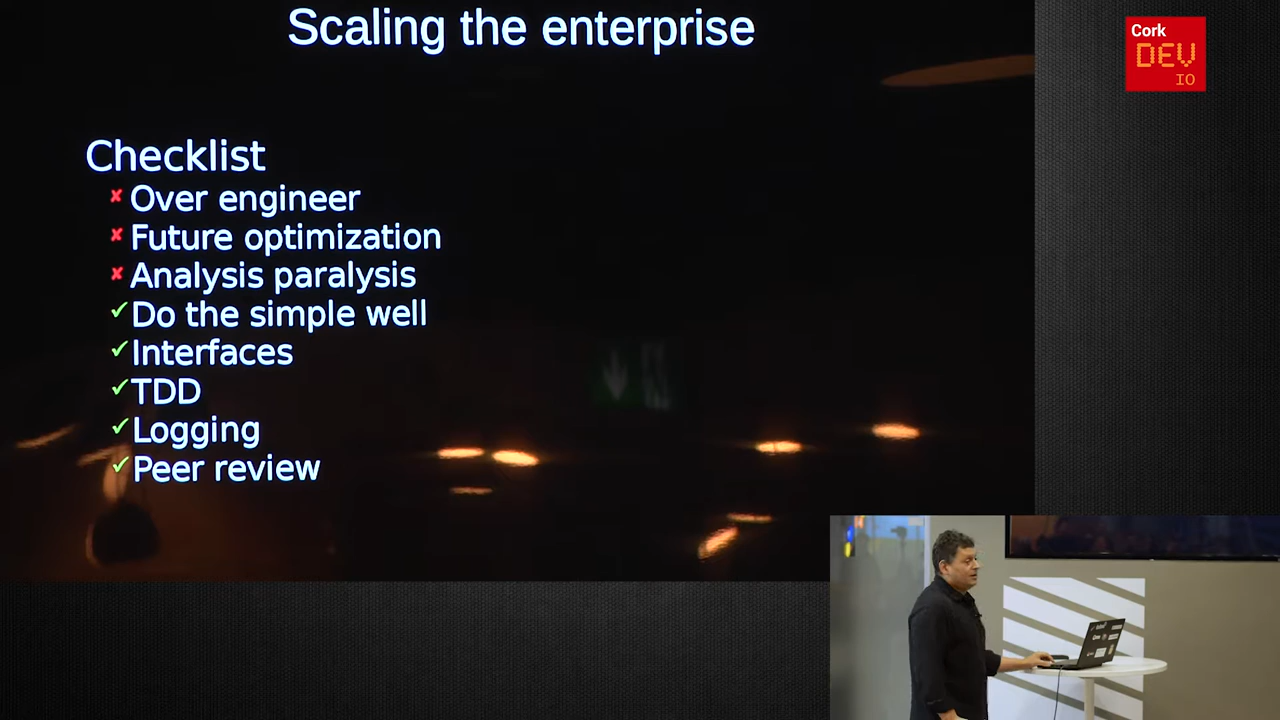 Scaling the enterprise
Cork
DEV
IO
Checklist
✘ Over engineer
✘ Future optimization
✘ Analysis paralysis
✓ Do the simple well
✓ Interfaces
✓ TDD
✓ Logging
✓ Peer review